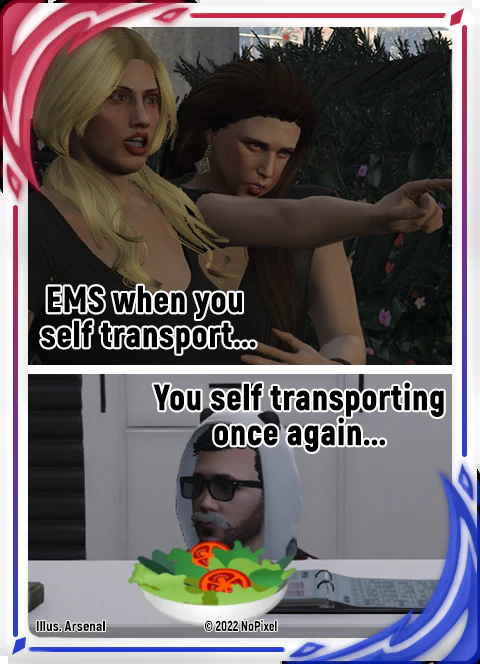 EMS when you
self transport...
You self transporting
once again...
Illus. Arsenal
© 2022 NoPixel